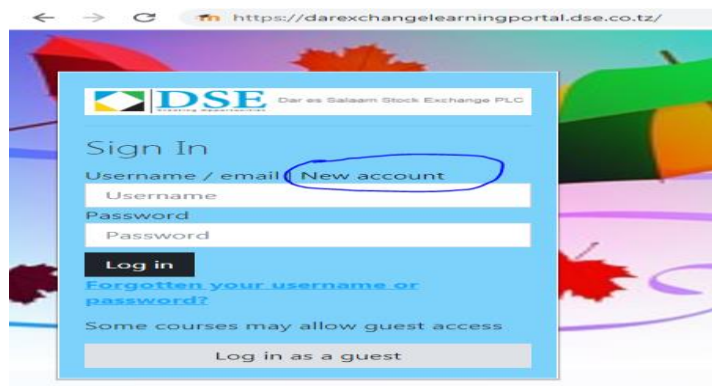 https://darexchangelearningportal.dse.co.tz/
DSE Dar es Salaam Stock Exchange PLC
Sign In
Username / email | New account
Username
Password
Password
Log in
Forgotten your username or
password?
Some courses may allow guest access
Log in as a guest